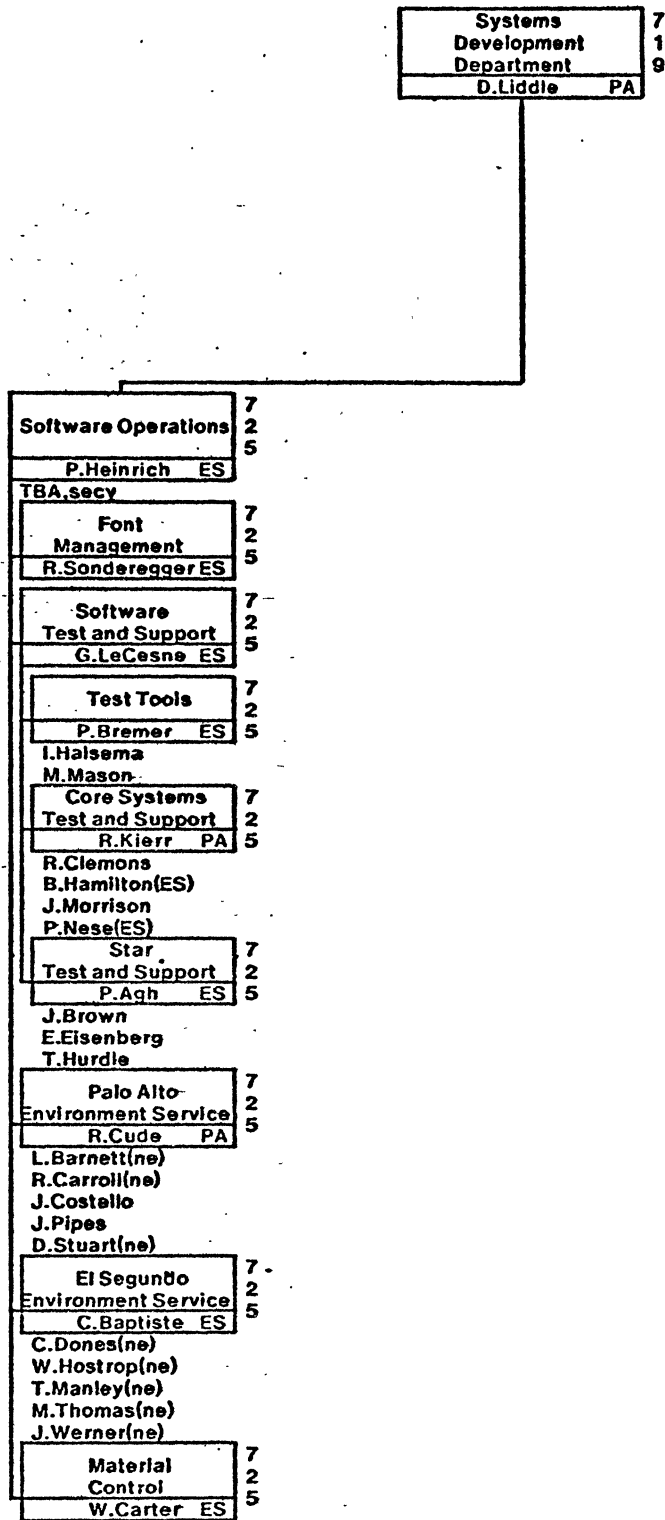 Systems 7
Development 1
Department 9
D.Liddle PA
7
Software Operations 2
5
P.Heinrich ES
TBA,secy
7
Font 2
Management 5
R.Sonderegger ES
7
Software 2
Test and Support 5
G.LeCesne ES
7
Test Tools 2
P.Bremer ES 5
I.Halsema
M.Mason
Core Systems 7
Test and Support 2
R.Kierr PA 5
R.Clemons
B.Hamilton(ES)
J.Morrison
P.Nese(ES)
Star 7
Test and Support 2
P.Agh ES 5
J.Brown
E.Eisenberg
T.Hurdle
7
Palo Alto 2
Environment Service 5
R.Cude PA
L.Barnett(ne)
R.Carroll(ne)
J.Costello
J.Pipes
D.Stuart(ne)
7
El Segundo 2
Environment Service 5
C.Baptiste ES
C.Dones(ne)
W.Hostrop(ne)
T.Manley(ne)
M.Thomas(ne)
J.Werner(ne)
7
Material 2
Control 5
W.Carter ES